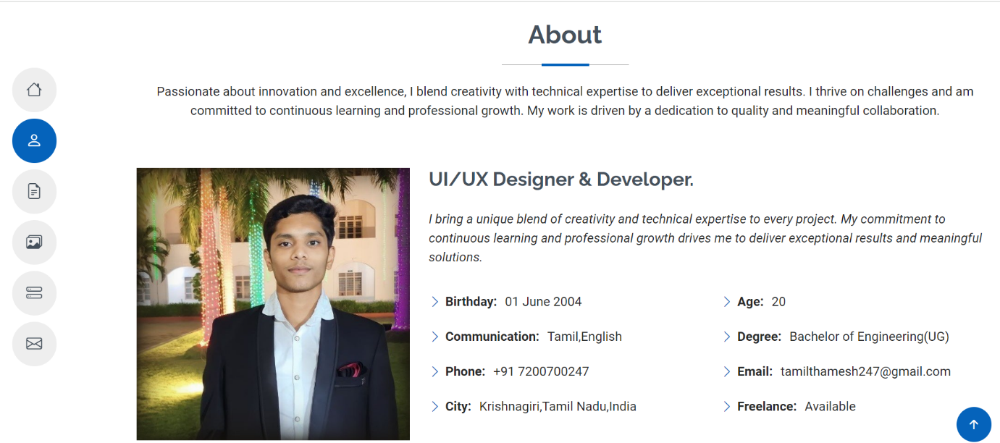 About
Passionate about innovation and excellence, I blend creativity with technical expertise to deliver exceptional results. I thrive on challenges and am
committed to continuous learning and professional growth. My work is driven by a dedication to quality and meaningful collaboration.
UI/UX Designer & Developer.
I bring a unique blend of creativity and technical expertise to every project. My commitment to
continuous learning and professional growth drives me to deliver exceptional results and meaningful
solutions.
Birthday: 01 June 2004
Age: 20
Communication: Tamil,English
Degree: Bachelor of Engineering(UG)
Phone: +91 7200700247
Email: tamilthamesh247@gmail.com
City: Krishnagiri,Tamil Nadu,India
Freelance: Available